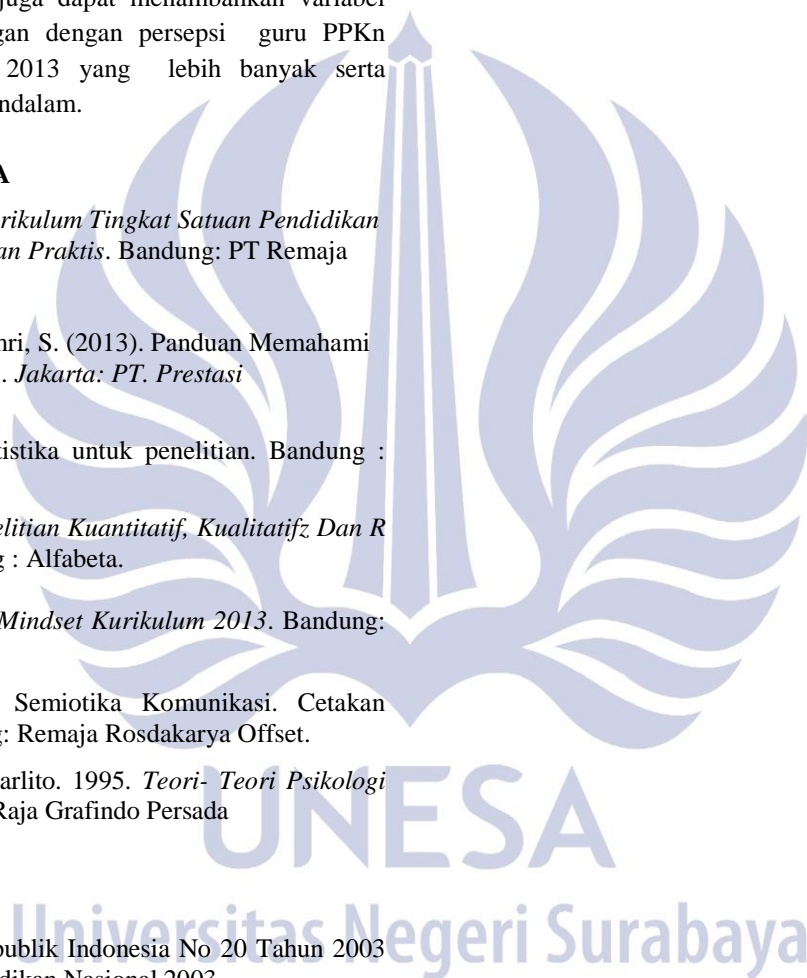 juga dapat menambahkan variabel
gan dengan persepsi guru PPKn
2013 yang lebih banyak serta
ndalam.
A
rikulum Tingkat Satuan Pendidikan
an Praktis. Bandung: PT Remaja
hri, S. (2013). Panduan Memahami
. Jakarta: PT. Prestasi
tistika untuk penelitian. Bandung :
elitian Kuantitatif, Kualitatifz Dan R
g : Alfabeta.
Mindset Kurikulum 2013. Bandung:
Semiotika Komunikasi. Cetakan
g: Remaja Rosdakarya Offset.
arlito. 1995. Teori- Teori Psikologi
Raja Grafindo Persada
UNESA
Universitas Negeri Surabaya
publik Indonesia No 20 Tahun 2003
dikan Nasional 2003